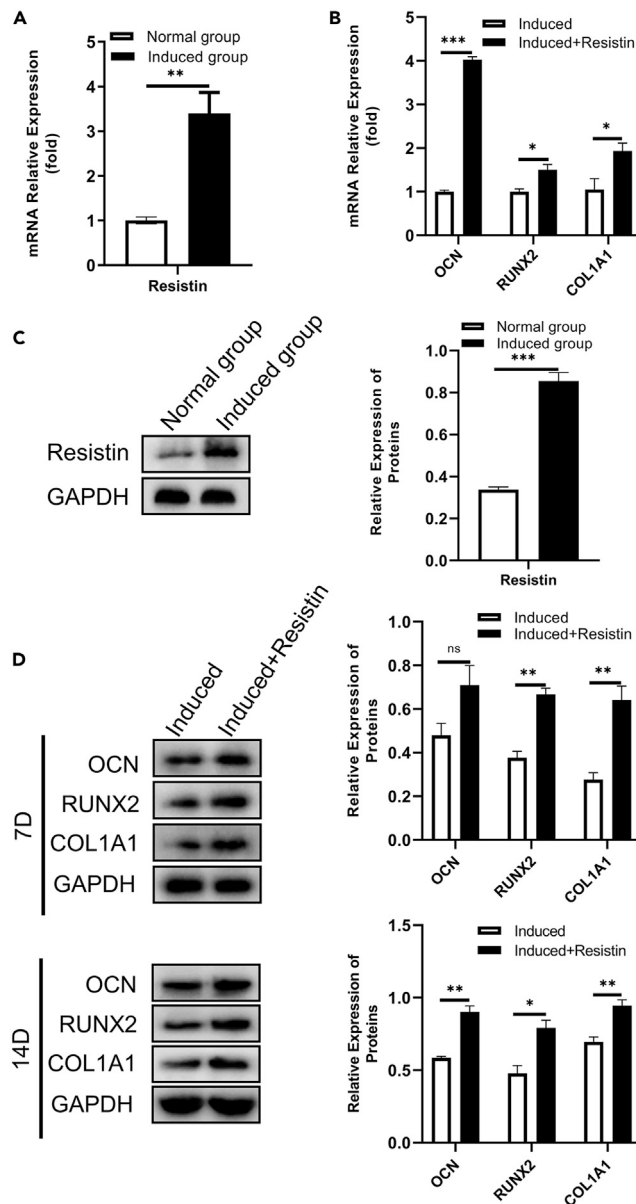 A
Normal group
Induced group
**
mRNA Relative Expression
(fold)
5
4
3
2
1
0
Resistin
B
Induced
Induced+Resistin
***
*
*
mRNA Relative Expression
(fold)
5
4
3
2
1
0
OCN
RUNX2
COL1A1
C
Normal group
Induced group
Resistin
GAPDH
Normal group
Induced group
***
Relative Expression of
Proteins
1.0
0.8
0.6
0.4
0.2
0.0
Resistin
D
Induced
Induced+Resistin
7D
OCN
RUNX2
COL1A1
GAPDH
Induced
Induced+Resistin
ns
**
**
Relative Expression of
Proteins
1.0
0.8
0.6
0.4
0.2
0.0
OCN
RUNX2
COL1A1
14D
OCN
RUNX2
COL1A1
GAPDH
Induced
Induced+Resistin
**
*
**
Relative Expression of
Proteins
1.5
1.0
0.5
0.0
OCN
RUNX2
COL1A1